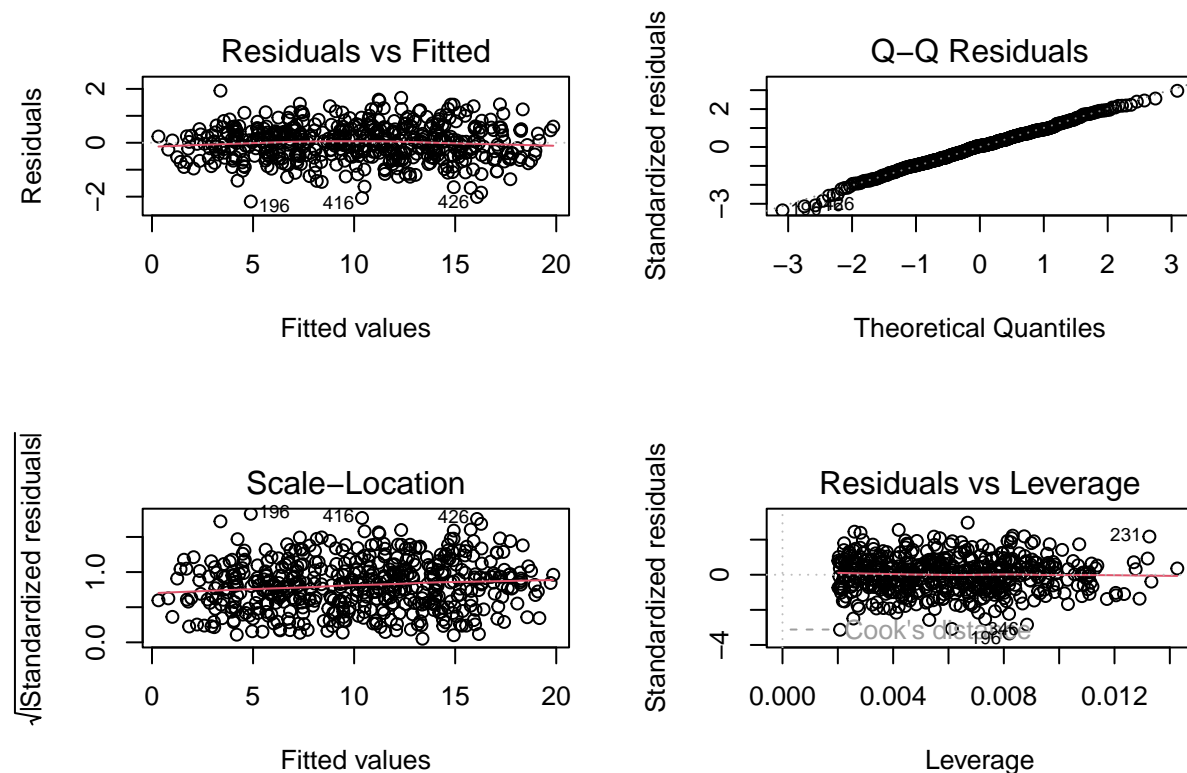 Residuals vs Fitted
Residuals
2
0
−2
196
416
426
0 5 10 15 20
Fitted values
Q−Q Residuals
Standardized residuals
2
0
−3
−3 −2 −1 0 1 2 3
Theoretical Quantiles
Scale−Location
√|Standardized residuals|
1.0
0.0
196
416
426
0 5 10 15 20
Fitted values
Residuals vs Leverage
Standardized residuals
0
−4
231
Cook's distance
196
0.000 0.004 0.008 0.012
Leverage